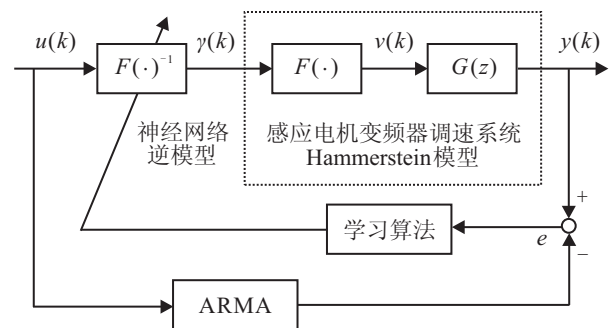 u(k)
F(·)⁻¹
γ(k)
F(·)
v(k)
G(z)
y(k)
神经网络
逆模型
感应电机变频器调速系统
Hammerstein模型
+
学习算法
e
−
ARMA